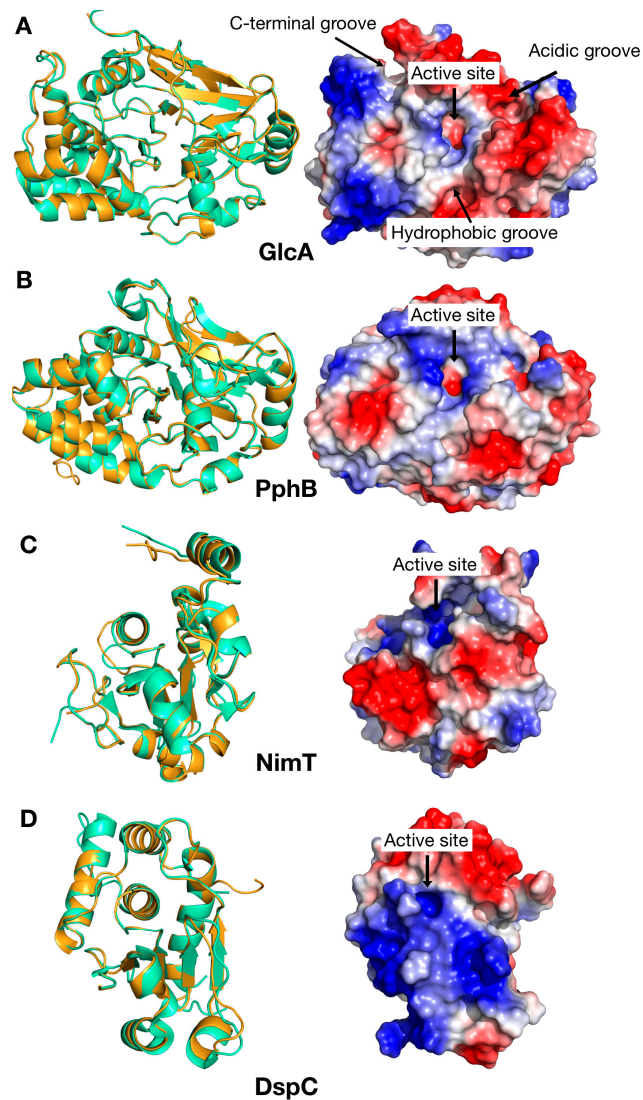 A
C-terminal groove
Acidic groove
Active site
Hydrophobic groove
GlcA
B
Active site
PphB
C
Active site
NimT
D
Active site
DspC